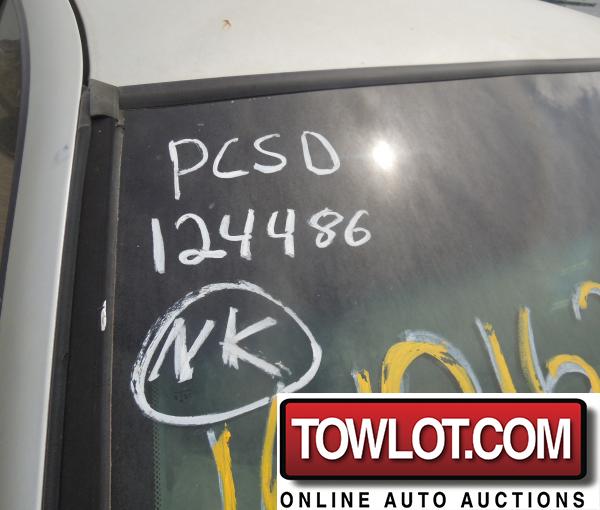 PCSD
124486
NK
TOWLOT.COM
ONLINE AUTO AUCTIONS